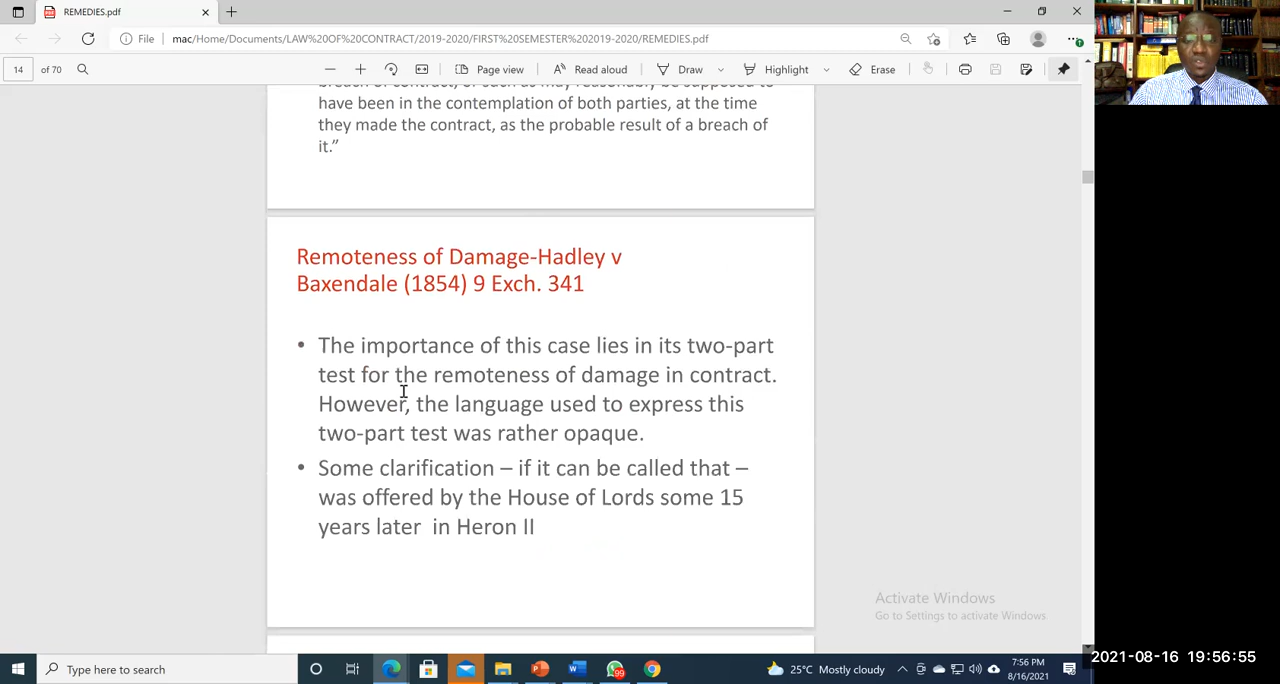 REMEDIES.pdf
File
mac/Home/Documents/LAW%20OF%20CONTRACT/2019-2020/FIRST%20SEMESTER%202019-2020/REMEDIES.pdf
14 of 70
Page view
Read aloud
Draw
Highlight
Erase
have been in the contemplation of both parties, at the time
they made the contract, as the probable result of a breach of
it.”
Remoteness of Damage-Hadley v
Baxendale (1854) 9 Exch. 341
• The importance of this case lies in its two-part
test for the remoteness of damage in contract.
However, the language used to express this
two-part test was rather opaque.
• Some clarification – if it can be called that –
was offered by the House of Lords some 15
years later in Heron II
Activate Windows
Go to Settings to activate Windows.
Type here to search
99
25°C Mostly cloudy
7:56 PM
8/16/2021
2021-08-16 19:56:55